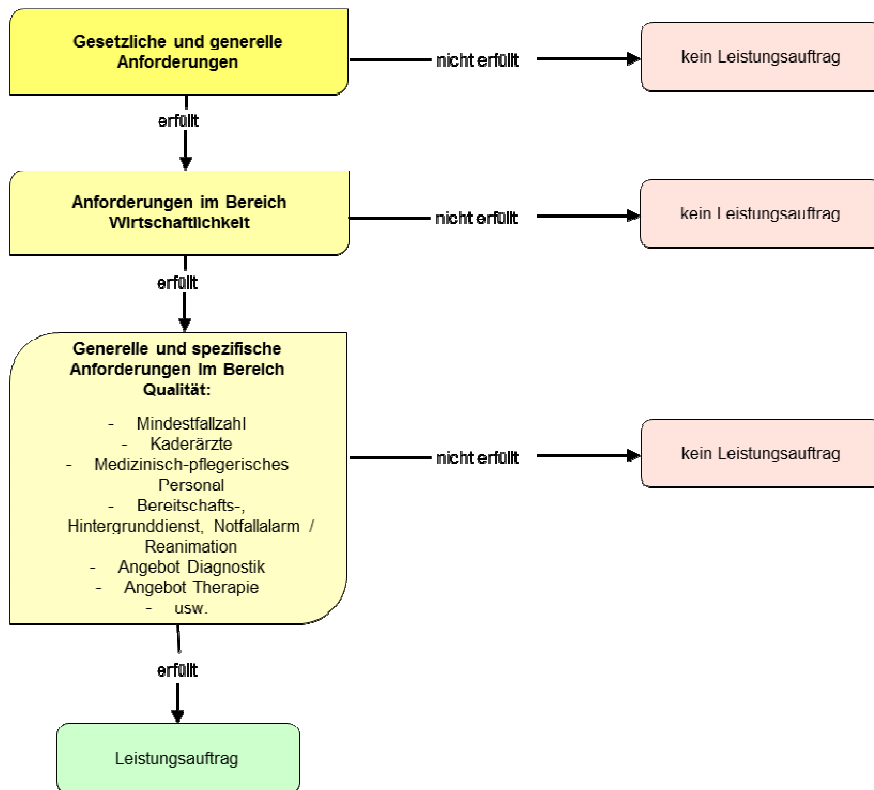 Gesetzliche und generelle
Anforderungen
nicht erfüllt
kein Leistungsauftrag
erfüllt
Anforderungen im Bereich
Wirtschaftlichkeit
nicht erfüllt
kein Leistungsauftrag
erfüllt
Generelle und spezifische
Anforderungen im Bereich
Qualität:
- Mindestfallzahl
- Kaderärzte
- Medizinisch-pflegerisches
Personal
- Bereitschafts-,
Hintergrunddienst, Notfallalarm /
Reanimation
- Angebot Diagnostik
- Angebot Therapie
- usw.
nicht erfüllt
kein Leistungsauftrag
erfüllt
Leistungsauftrag